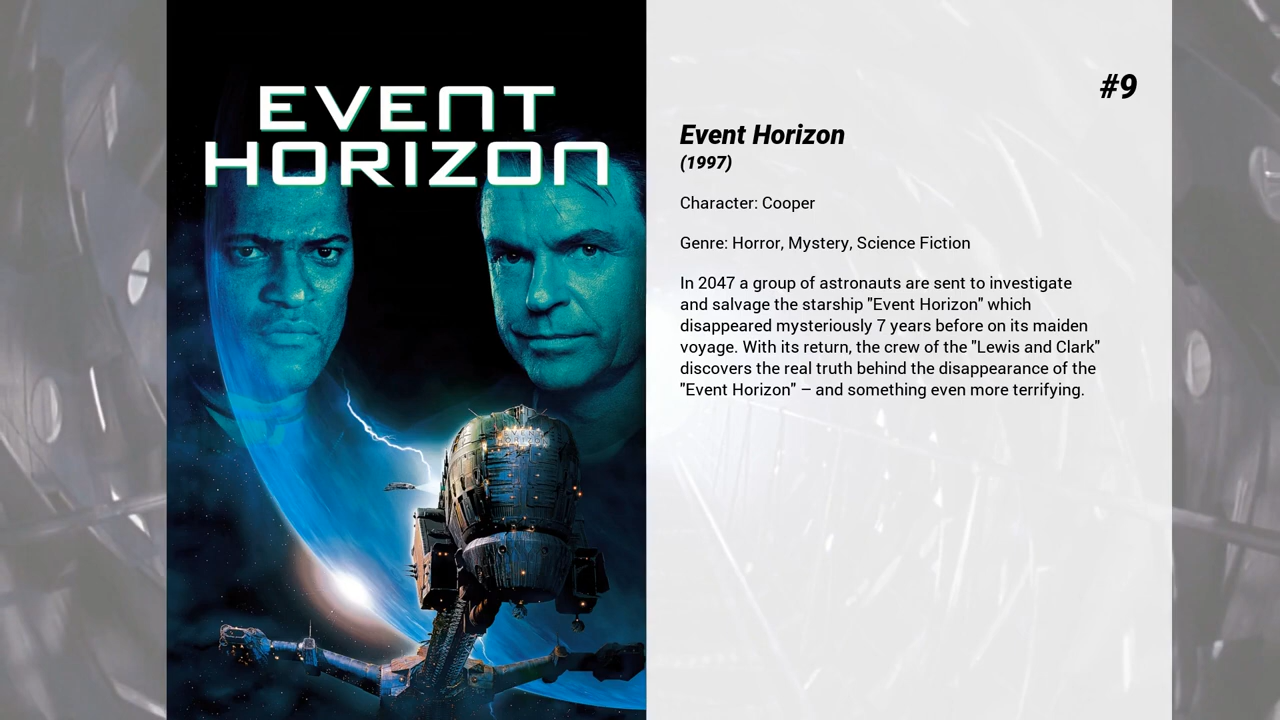 EVENT
HORIZON
EVENT
HORIZON
#9
Event Horizon
(1997)
Character: Cooper
Genre: Horror, Mystery, Science Fiction
In 2047 a group of astronauts are sent to investigate
and salvage the starship "Event Horizon" which
disappeared mysteriously 7 years before on its maiden
voyage. With its return, the crew of the "Lewis and Clark"
discovers the real truth behind the disappearance of the
"Event Horizon" – and something even more terrifying.